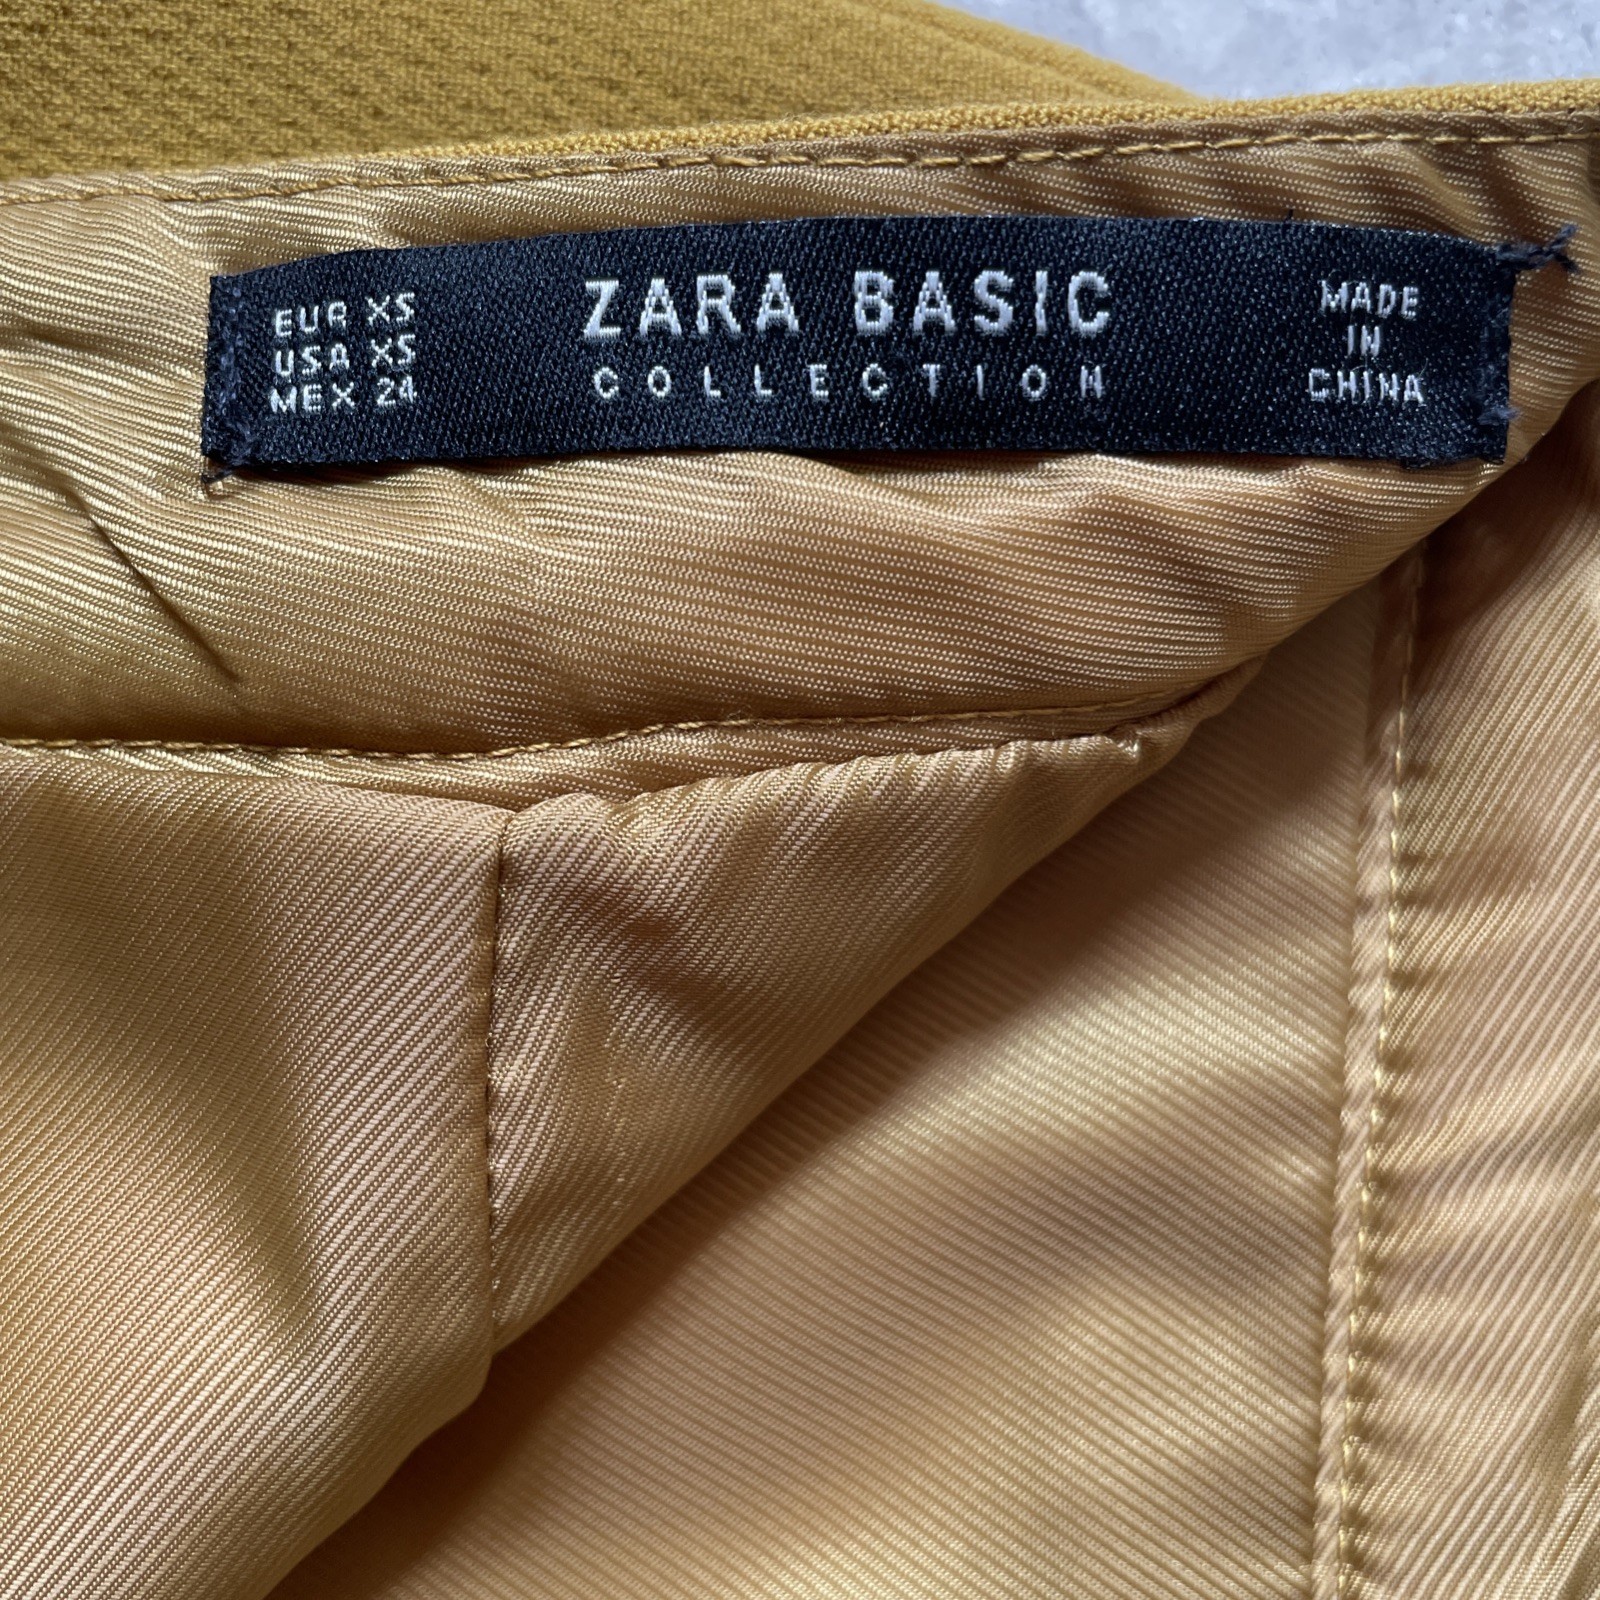 EUR XS
USA XS
MEX 24
ZARA BASIC
COLLECTION
MADE
IN
CHINA